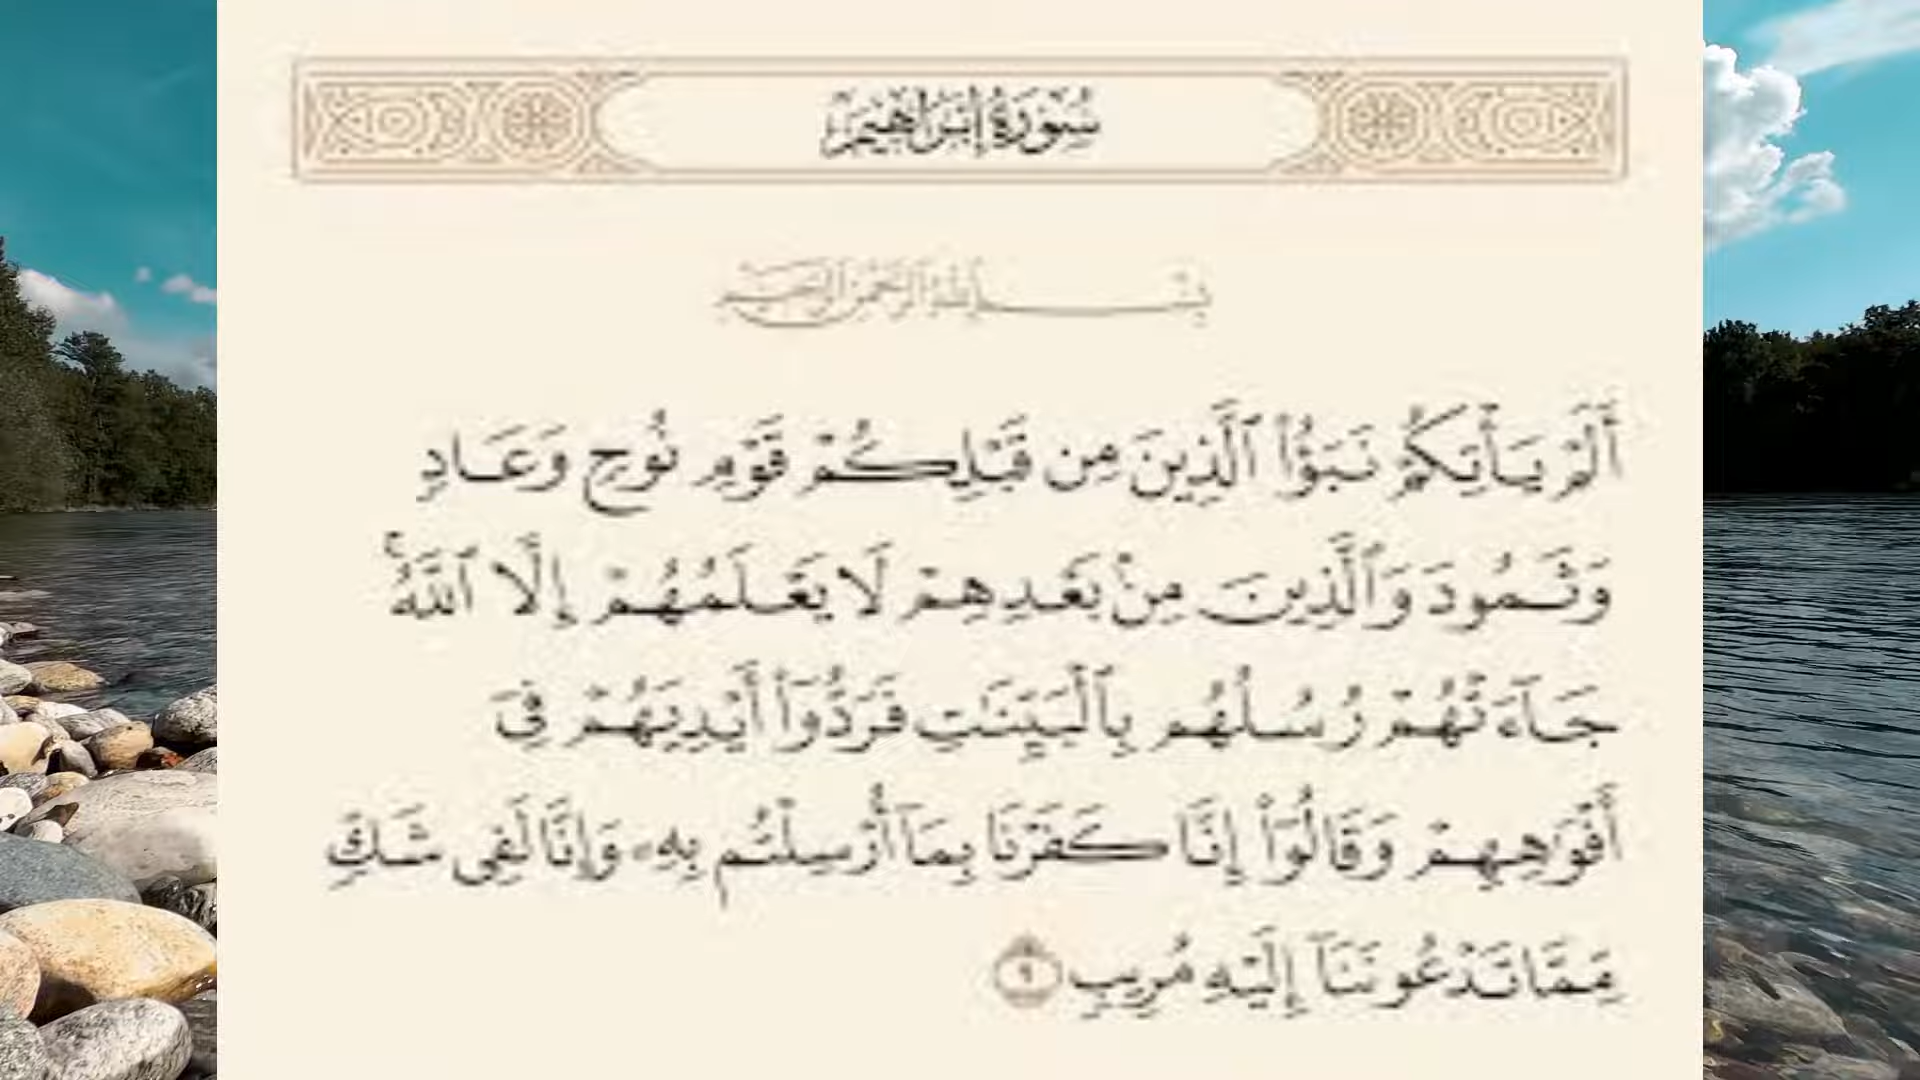 سُورَةُ إِبْرَاهِيمَ
بِسْمِ ٱللَّهِ ٱلرَّحْمَٰنِ ٱلرَّحِيمِ
أَلَمْ يَأْتِكُمْ نَبَؤُا۟ ٱلَّذِينَ مِن قَبْلِكُمْ قَوْمِ نُوحٍ وَعَادٍ
وَثَمُودَ وَٱلَّذِينَ مِنۢ بَعْدِهِمْ لَا يَعْلَمُهُمْ إِلَّا ٱللَّهُ ۚ
جَآءَتْهُمْ رُسُلُهُم بِٱلْبَيِّنَٰتِ فَرَدُّوٓا۟ أَيْدِيَهُمْ فِىٓ
أَفْوَٰهِهِمْ وَقَالُوٓا۟ إِنَّا كَفَرْنَا بِمَآ أُرْسِلْتُم بِهِۦ وَإِنَّا لَفِى شَكٍّ
مِّمَّا تَدْعُونَنَآ إِلَيْهِ مُرِيبٍ ٩